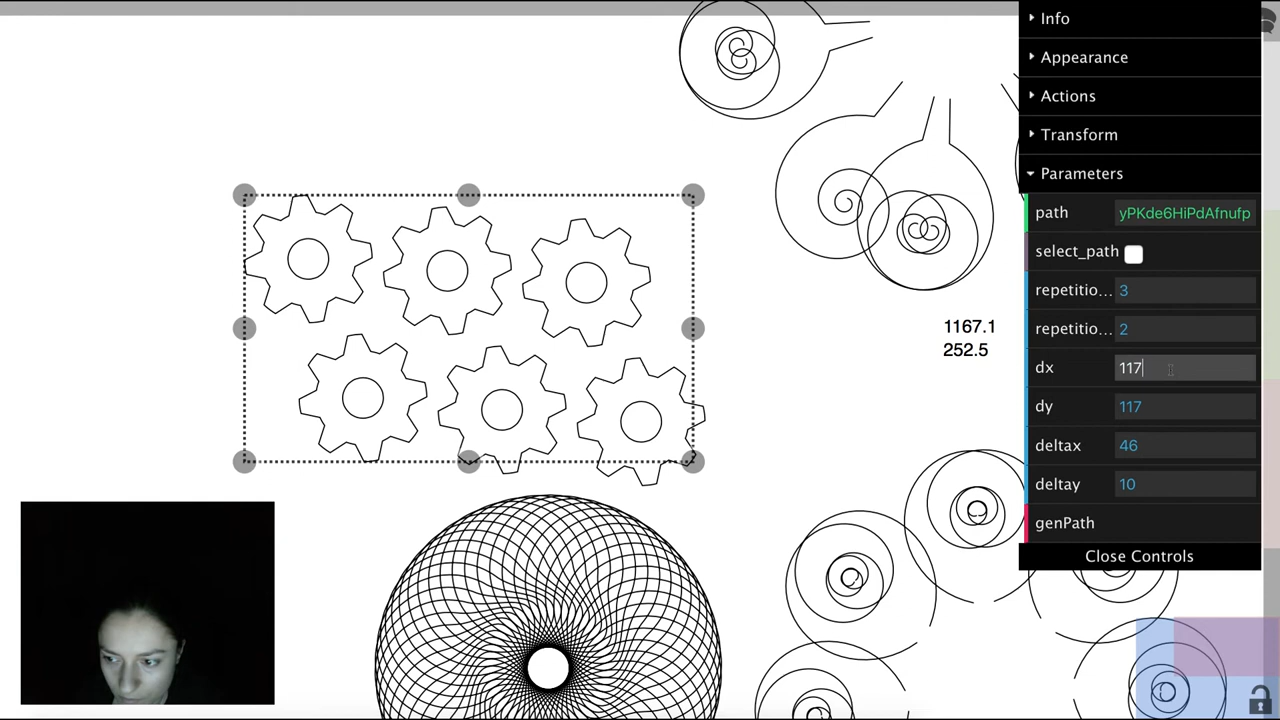 Info
Appearance
Actions
Transform
Parameters
path yPKde6HiPdAfnufp
select_path
repetitio... 3
repetitio... 2
dx 117
dy 117
deltax 46
deltay 10
genPath
Close Controls
1167.1
252.5